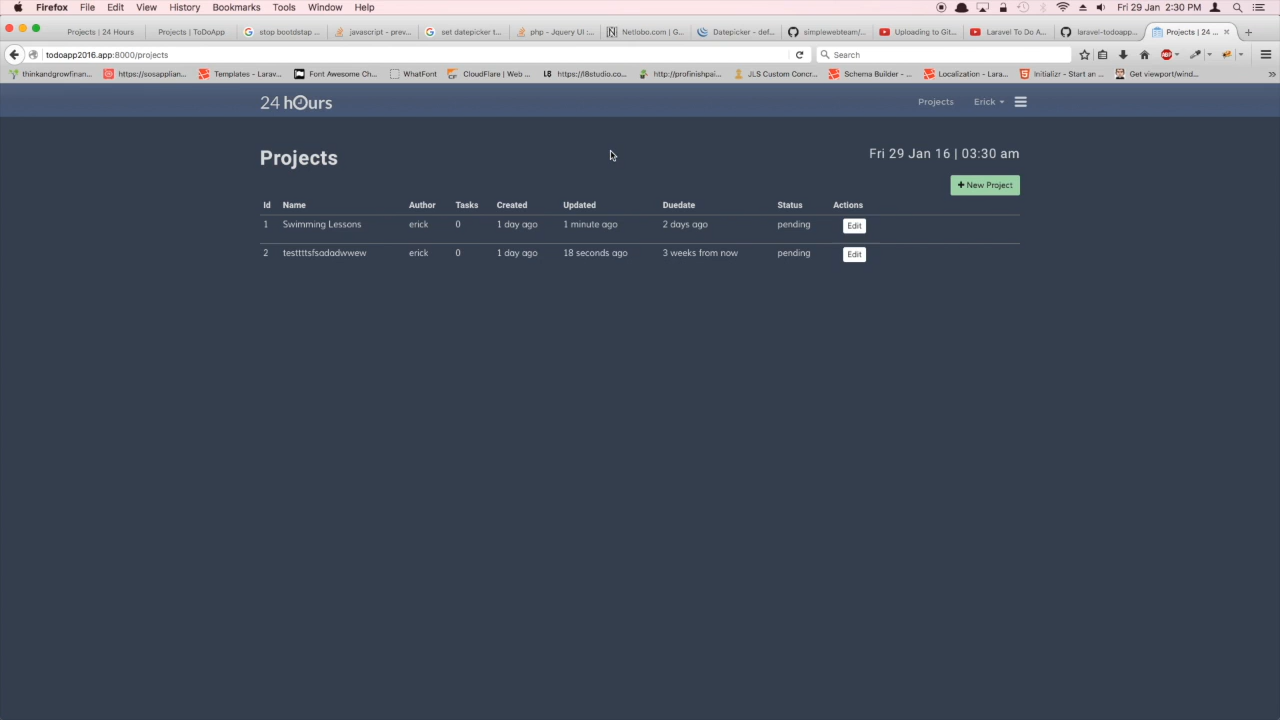 Firefox File Edit View History Bookmarks Tools Window Help Fri 29 Jan 2:30 PM
Projects | 24 Hours Projects | ToDoApp stop bootstap ... javascript - prev... set datepicker t... php - Jquery UI :... Netlobo.com | G... Datepicker - def... simplewebteam/... Uploading to Git... Laravel To Do A... laravel-todoapp... Projects | 24 ...
todoapp2016.app:8000/projects Search
thinkandgrowfinan... https://sosapplian... Templates - Larav... Font Awesome Ch... WhatFont CloudFlare | Web ... L8 https://l8studio.co... http://profinishpai... JLS Custom Concr... Schema Builder - ... Localization - Lara... Initializr - Start an ... Get viewport/wind...
24 hOurs Projects Erick
Projects Fri 29 Jan 16 | 03:30 am
New Project
Id Name Author Tasks Created Updated Duedate Status Actions
1 Swimming Lessons erick 0 1 day ago 1 minute ago 2 days ago pending Edit
2 testtttsfsadadwwew erick 0 1 day ago 18 seconds ago 3 weeks from now pending Edit